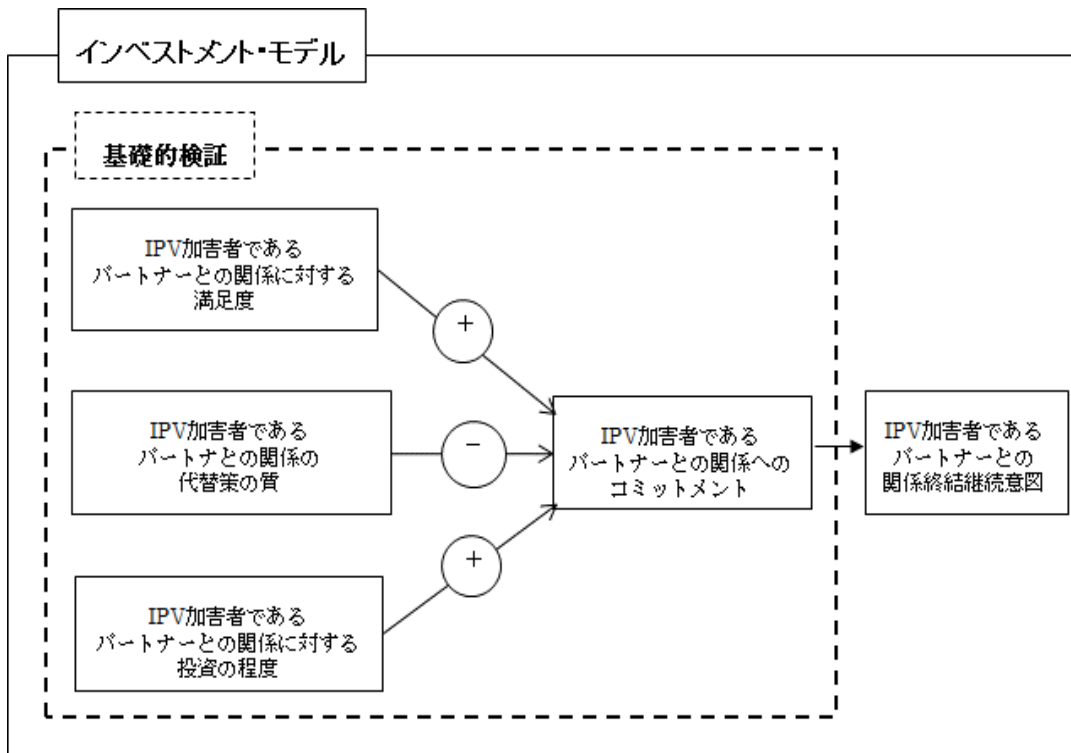 インベストメント・モデル
基礎的検証
IPV加害者である
パートナーとの関係に対する
満足度
+
IPV加害者である
パートナとの関係の
代替策の質
−
IPV加害者である
パートナーとの関係への
コミットメント
IPV加害者である
パートナーとの
関係終結継続意図
+
IPV加害者である
パートナーとの関係に対する
投資の程度